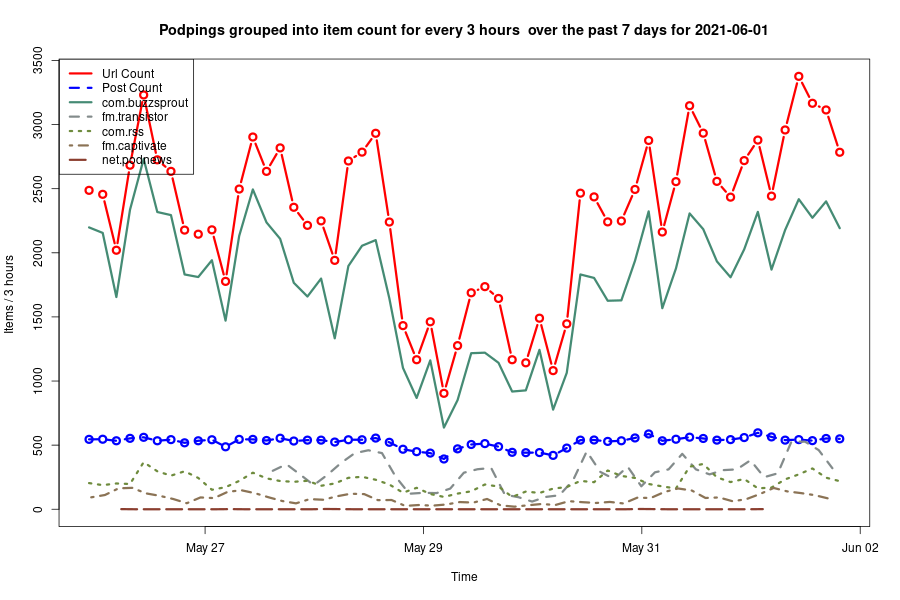 Podpings grouped into item count for every 3 hours  over the past 7 days for 2021-06-01
Url Count
Post Count
com.buzzsprout
fm.transistor
com.rss
fm.captivate
net.podnews
3500
3000
2500
2000
1500
1000
500
0
Items / 3 hours
May 27
May 29
May 31
Jun 02
Time